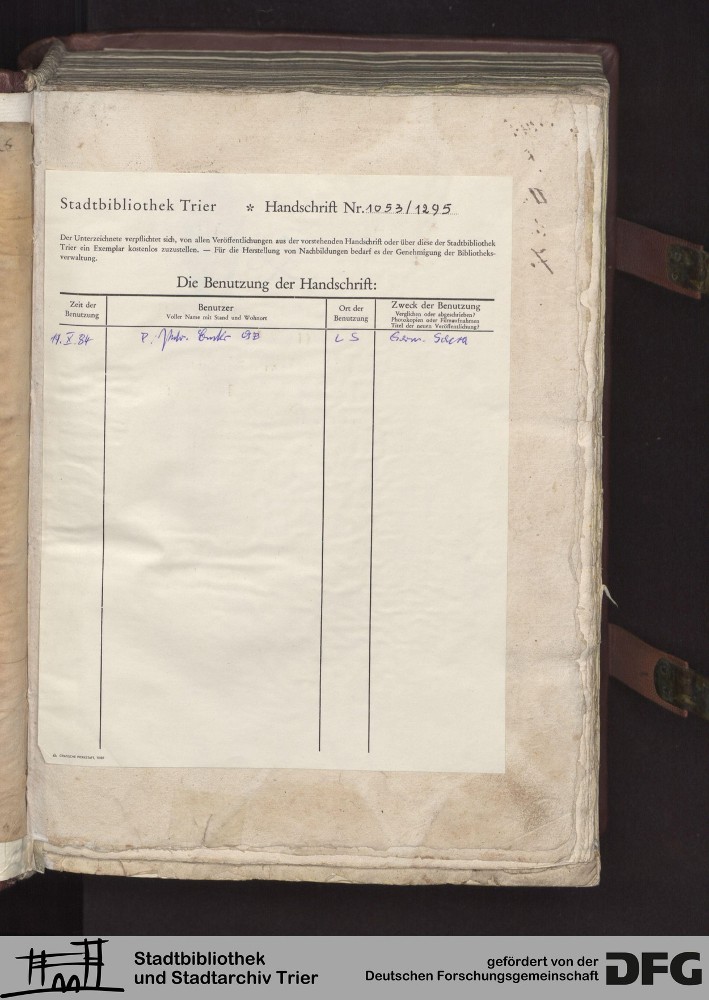 Stadtbibliothek Trier * Handschrift Nr. 1053/1295
Der Unterzeichnete verpflichtet sich, von allen Veröffentlichungen aus der vorstehenden Handschrift oder über diese der Stadtbibliothek
Trier ein Exemplar kostenlos zuzustellen. — Für die Herstellung von Nachbildungen bedarf es der Genehmigung der Bibliotheks-
verwaltung.
Die Benutzung der Handschrift:
Zeit der
Benutzung
Benutzer
Voller Name mit Stand und Wohnort
Ort der
Benutzung
Zweck der Benutzung
Verglichen oder abgeschrieben?
Photokopien oder Filmaufnahmen
Titel der neuen Veröffentlichung?
11.X.84 P. LS Germ. Sacra
Stadtbibliothek
und Stadtarchiv Trier
gefördert von der
Deutschen Forschungsgemeinschaft
DFG